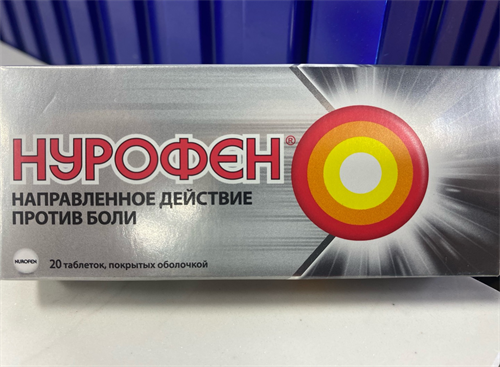 НУРОФЕН®
НАПРАВЛЕННОЕ ДЕЙСТВИЕ
ПРОТИВ БОЛИ
NUROFEN
20 таблеток, покрытых оболочкой